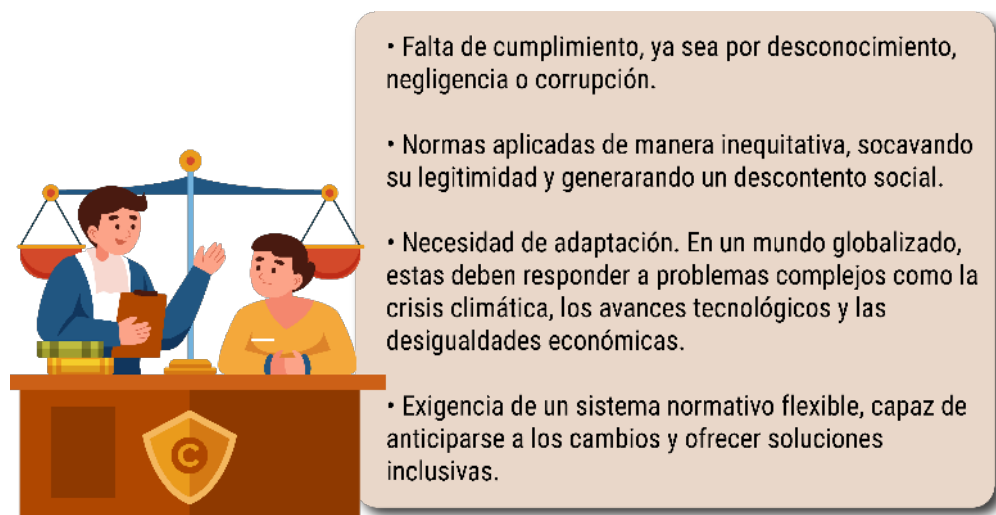 • Falta de cumplimiento, ya sea por desconocimiento,
negligencia o corrupción.
• Normas aplicadas de manera inequitativa, socavando
su legitimidad y generarando un descontento social.
• Necesidad de adaptación. En un mundo globalizado,
estas deben responder a problemas complejos como la
crisis climática, los avances tecnológicos y las
desigualdades económicas.
• Exigencia de un sistema normativo flexible, capaz de
anticiparse a los cambios y ofrecer soluciones
inclusivas.
C